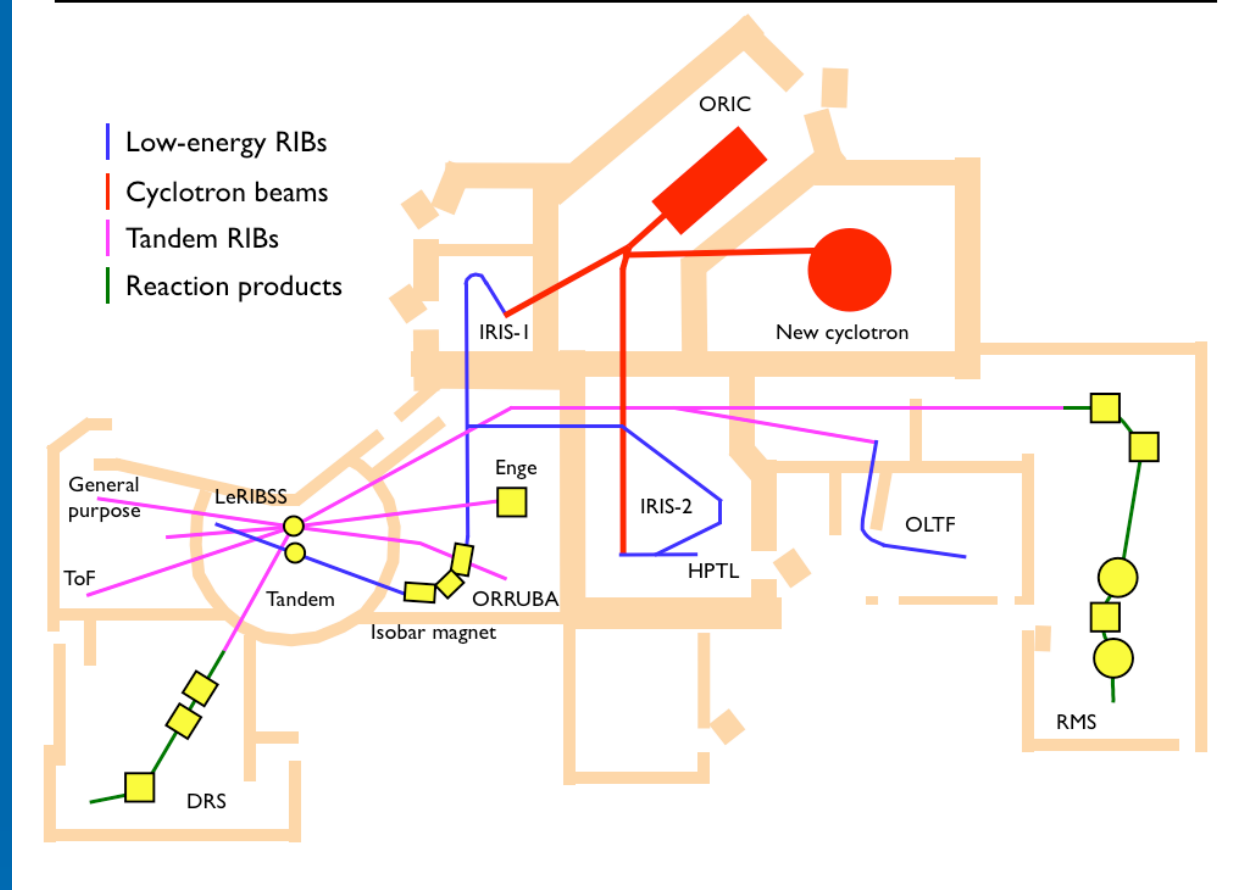 ORIC
Low-energy RIBs
Cyclotron beams
Tandem RIBs
Reaction products
IRIS-1
New cyclotron
General
purpose
LeRIBSS
Enge
IRIS-2
OLTF
HPTL
ToF
Tandem
ORRUBA
Isobar magnet
RMS
DRS